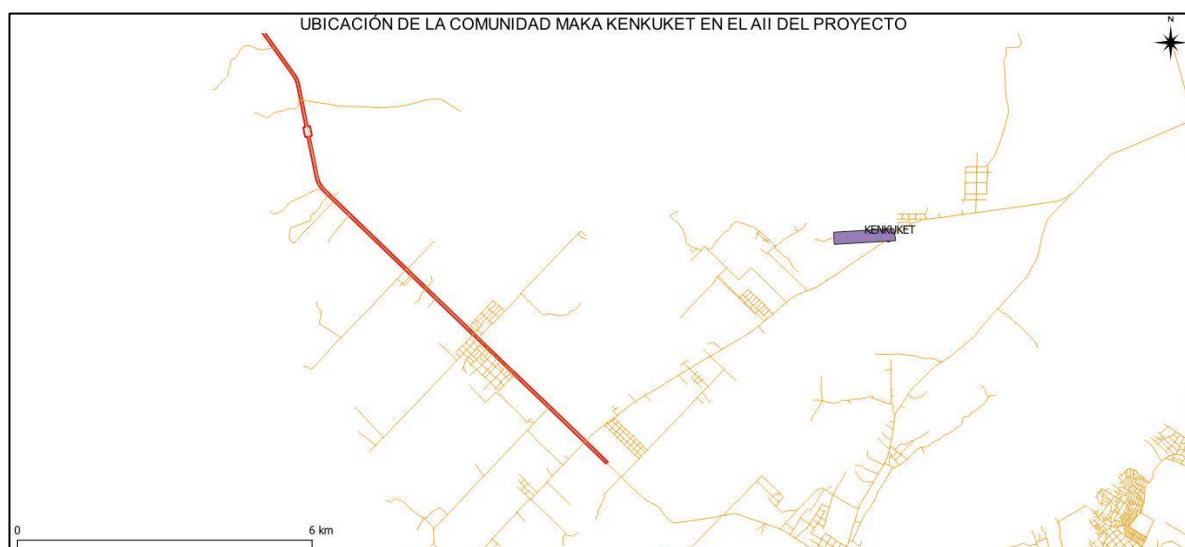 UBICACIÓN DE LA COMUNIDAD MAKA KENKUKET EN EL AII DEL PROYECTO
N
KENKUKET
0 6 km